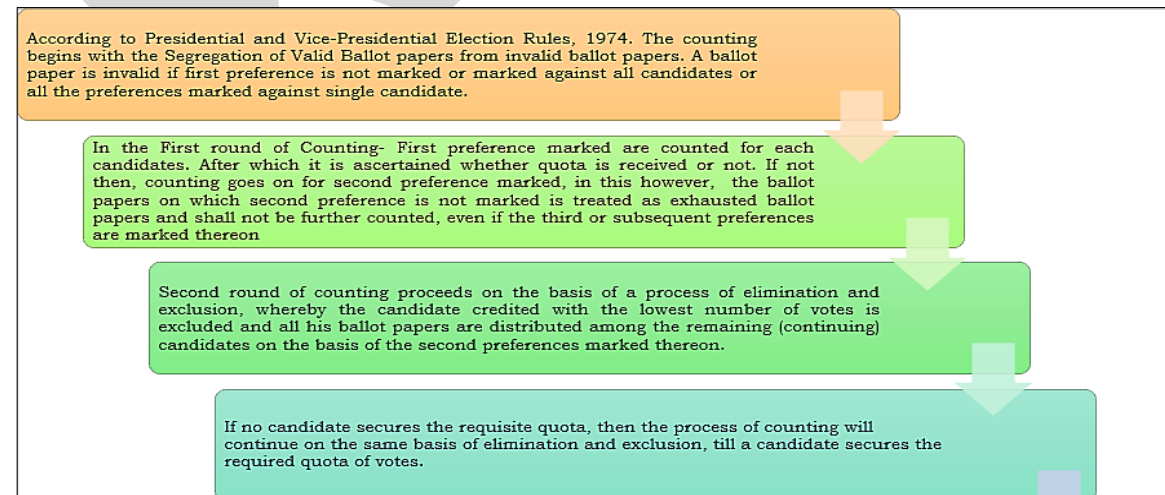 According to Presidential and Vice-Presidential Election Rules, 1974. The counting
begins with the Segregation of Valid Ballot papers from invalid ballot papers. A ballot
paper is invalid if first preference is not marked or marked against all candidates or
all the preferences marked against single candidate.
In the First round of Counting- First preference marked are counted for each
candidates. After which it is ascertained whether quota is received or not. If not
then, counting goes on for second preference marked, in this however, the ballot
papers on which second preference is not marked is treated as exhausted ballot
papers and shall not be further counted, even if the third or subsequent preferences
are marked thereon
Second round of counting proceeds on the basis of a process of elimination and
exclusion, whereby the candidate credited with the lowest number of votes is
excluded and all his ballot papers are distributed among the remaining (continuing)
candidates on the basis of the second preferences marked thereon.
If no candidate secures the requisite quota, then the process of counting will
continue on the same basis of elimination and exclusion, till a candidate secures the
required quota of votes.